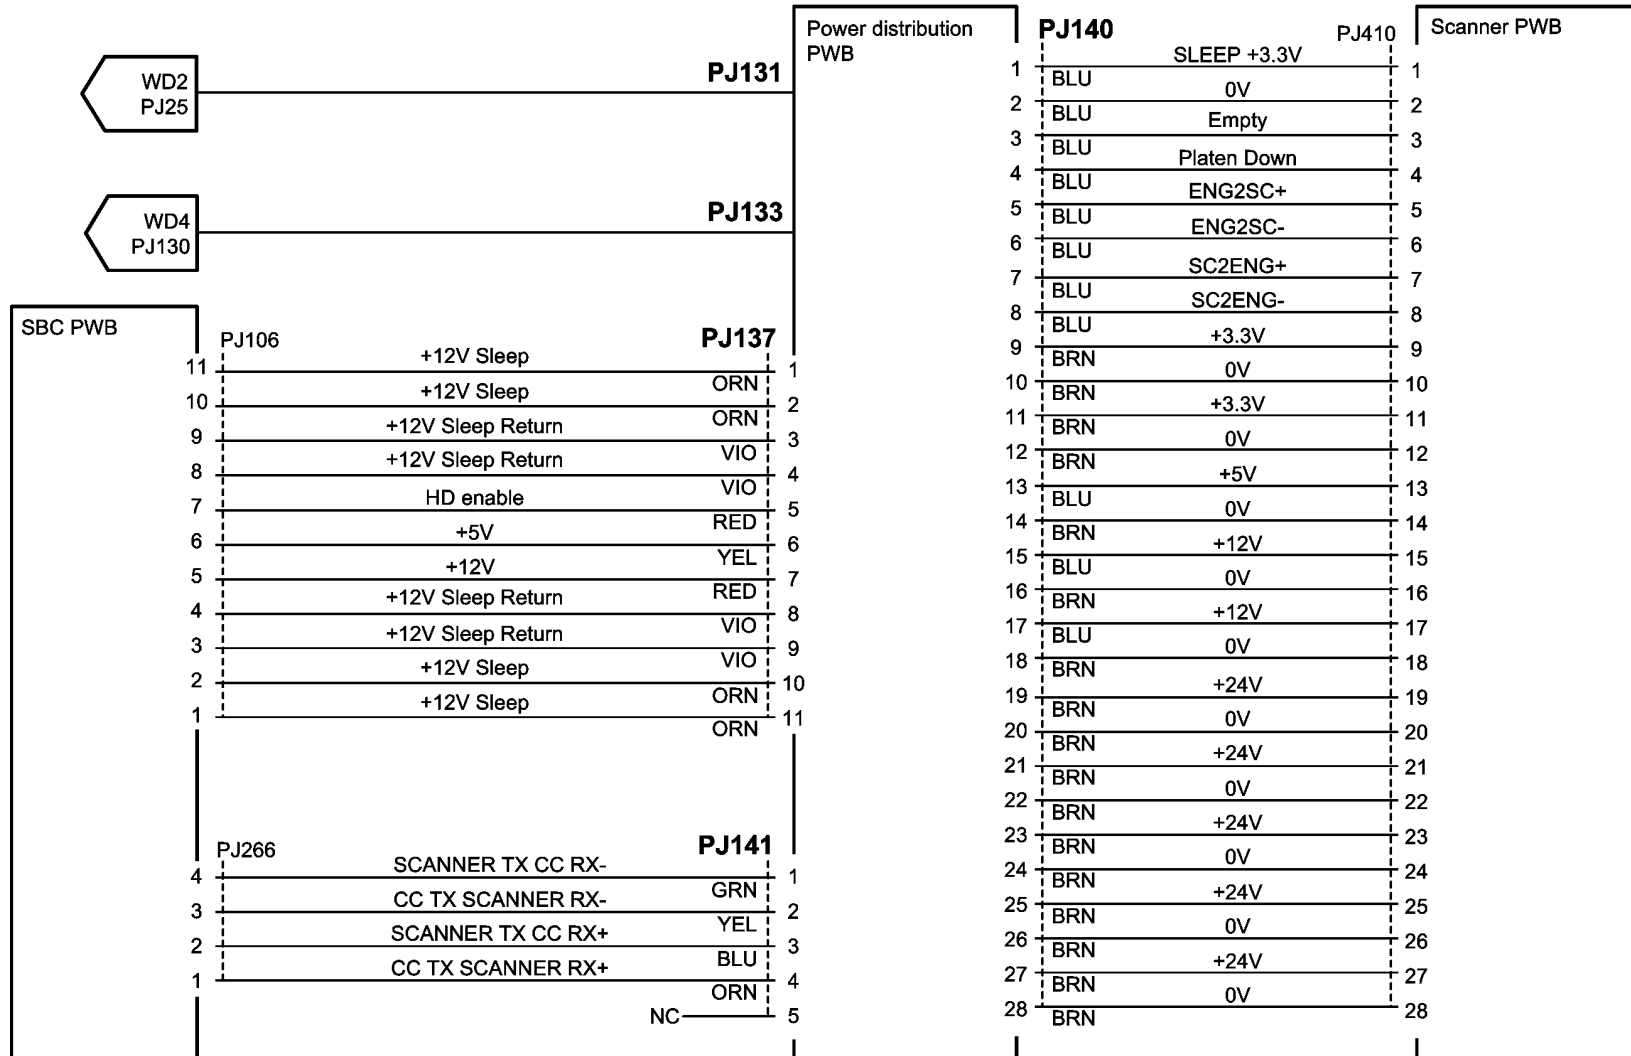 Power distribution
PWB
PJ140
PJ410
Scanner PWB
WD2
PJ25
PJ131
WD4
PJ130
PJ133
SBC PWB
PJ106
PJ137
11 +12V Sleep ORN 1
10 +12V Sleep ORN 2
9 +12V Sleep Return VIO 3
8 +12V Sleep Return VIO 4
7 HD enable RED 5
6 +5V YEL 6
5 +12V RED 7
4 +12V Sleep Return VIO 8
3 +12V Sleep Return VIO 9
2 +12V Sleep ORN 10
1 +12V Sleep ORN 11
PJ266
PJ141
4 SCANNER TX CC RX- GRN 1
3 CC TX SCANNER RX- YEL 2
2 SCANNER TX CC RX+ BLU 3
1 CC TX SCANNER RX+ ORN 4
NC 5
1 BLU SLEEP +3.3V 1
2 BLU 0V 2
3 BLU Empty 3
4 BLU Platen Down 4
5 BLU ENG2SC+ 5
6 BLU ENG2SC- 6
7 BLU SC2ENG+ 7
8 BLU SC2ENG- 8
9 BRN +3.3V 9
10 BRN 0V 10
11 BRN +3.3V 11
12 BRN 0V 12
13 BLU +5V 13
14 BRN 0V 14
15 BLU +12V 15
16 BRN 0V 16
17 BLU +12V 17
18 BRN 0V 18
19 BRN +24V 19
20 BRN 0V 20
21 BRN +24V 21
22 BRN 0V 22
23 BRN +24V 23
24 BRN 0V 24
25 BRN +24V 25
26 BRN 0V 26
27 BRN +24V 27
28 BRN 0V 28